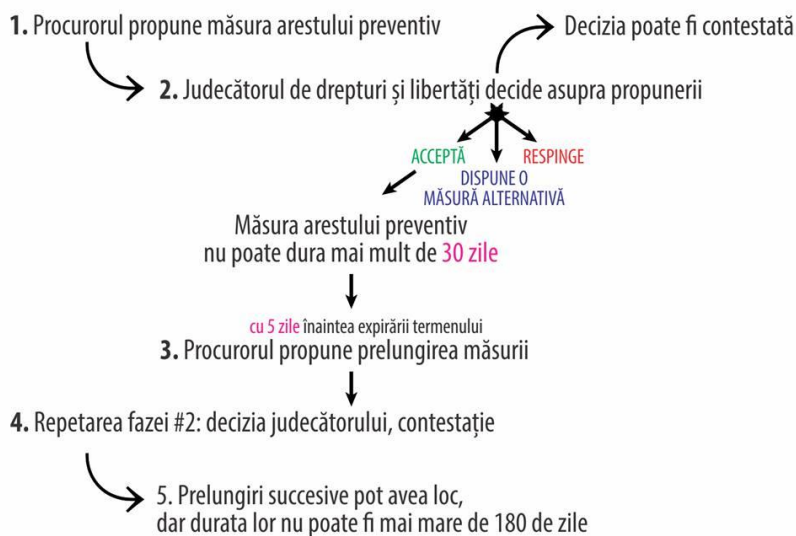 1. Procurorul propune măsura arestului preventiv
Decizia poate fi contestată
2. Judecătorul de drepturi și libertăți decide asupra propunerii
ACCEPTĂ
RESPINGE
DISPUNE O
MĂSURĂ ALTERNATIVĂ
Măsura arestului preventiv
nu poate dura mai mult de 30 zile
cu 5 zile înaintea expirării termenului
3. Procurorul propune prelungirea măsurii
4. Repetarea fazei #2: decizia judecătorului, contestație
5. Prelungiri succesive pot avea loc,
dar durata lor nu poate fi mai mare de 180 de zile